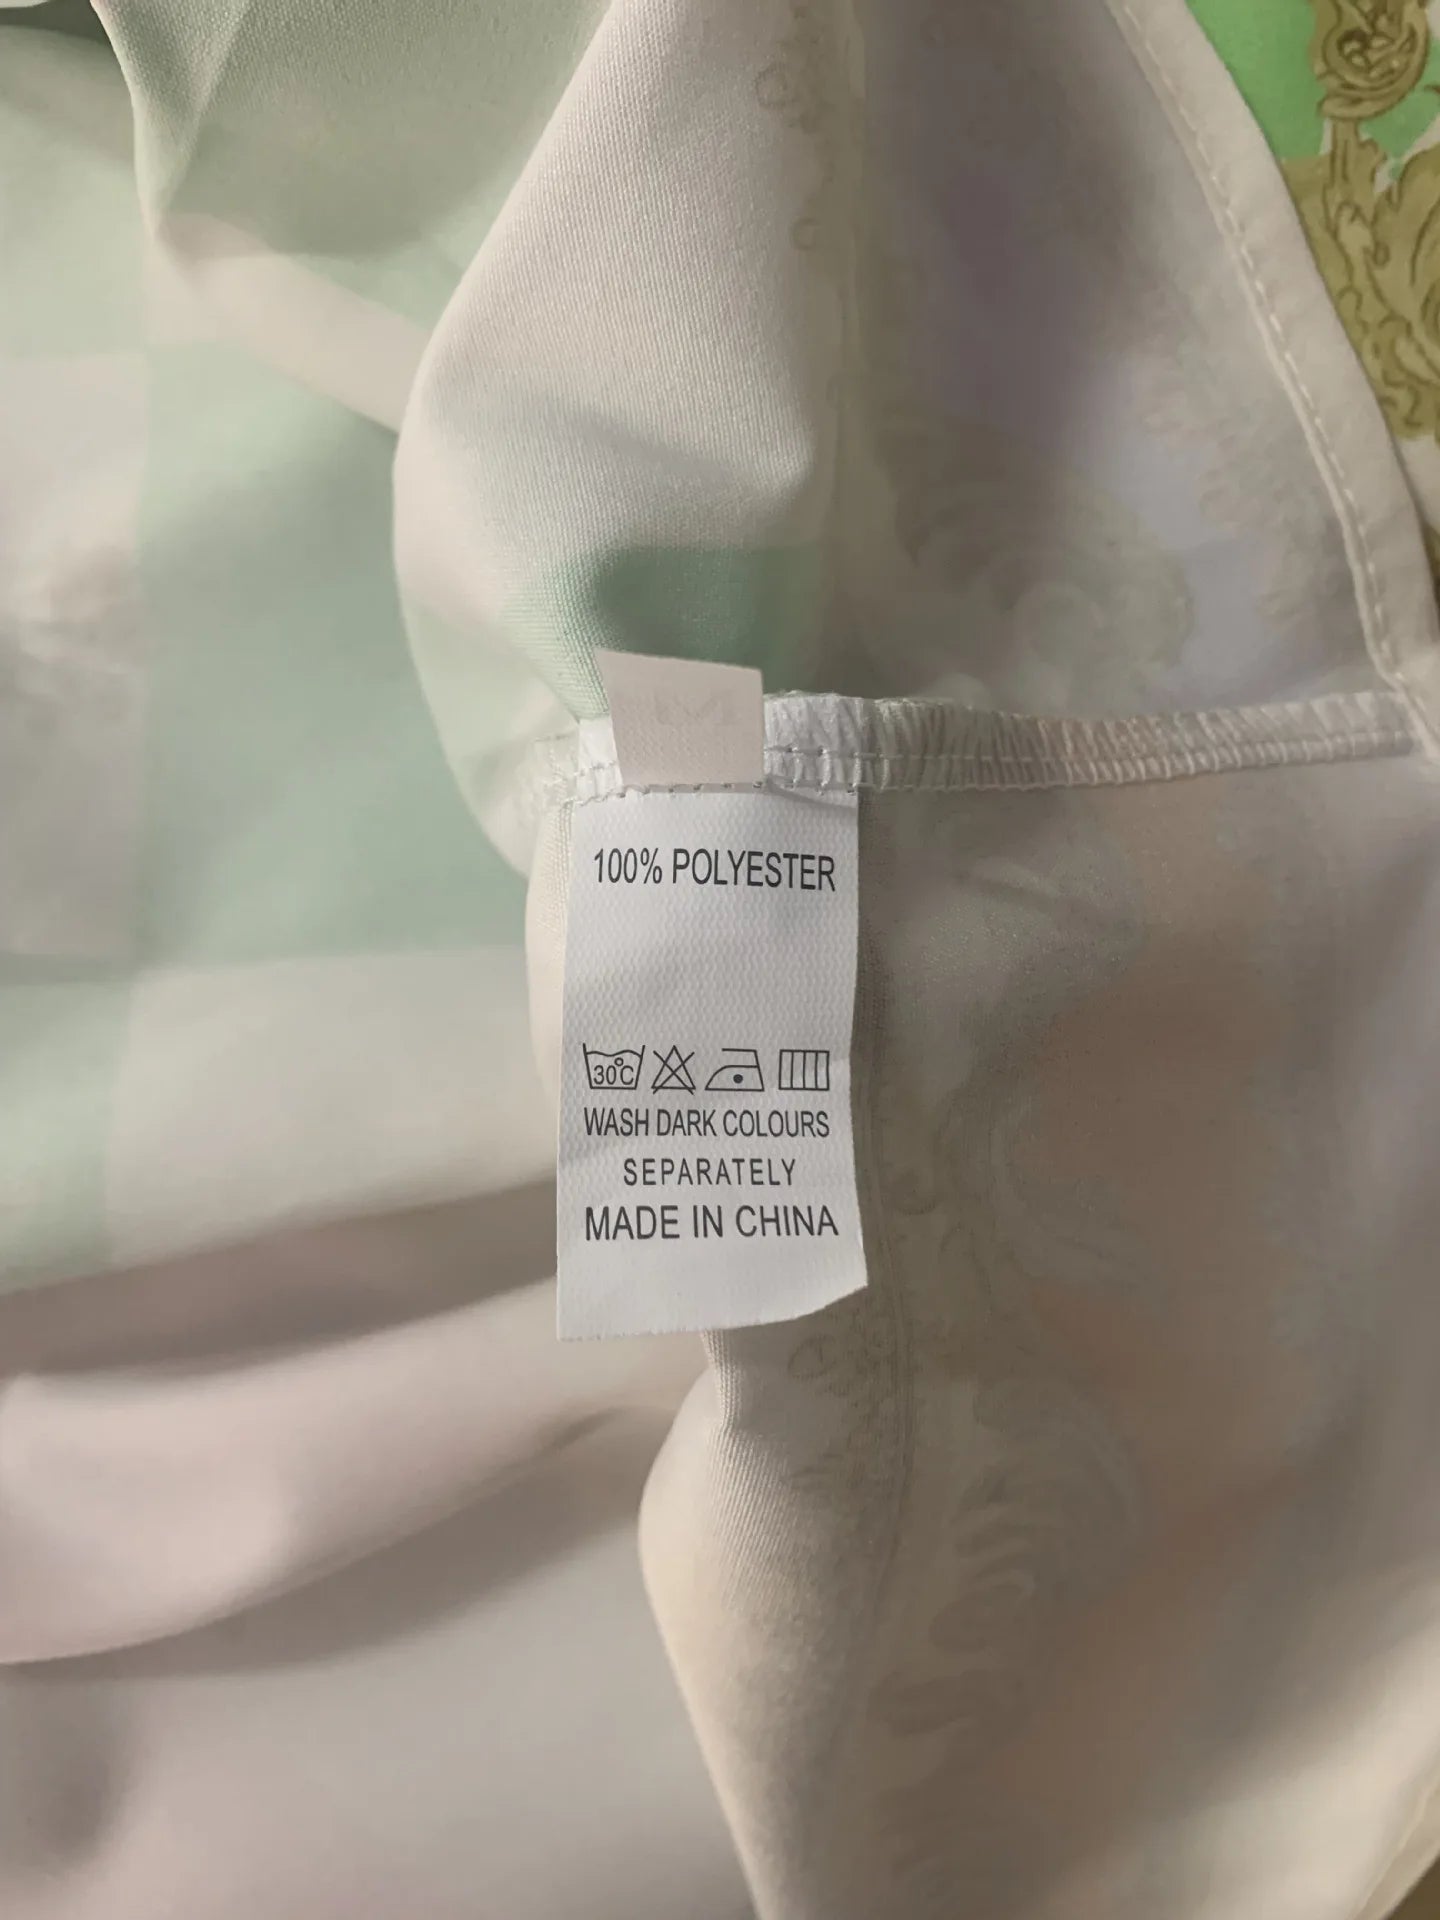 100% POLYESTER
30°C
WASH DARK COLOURS
SEPARATELY
MADE IN CHINA